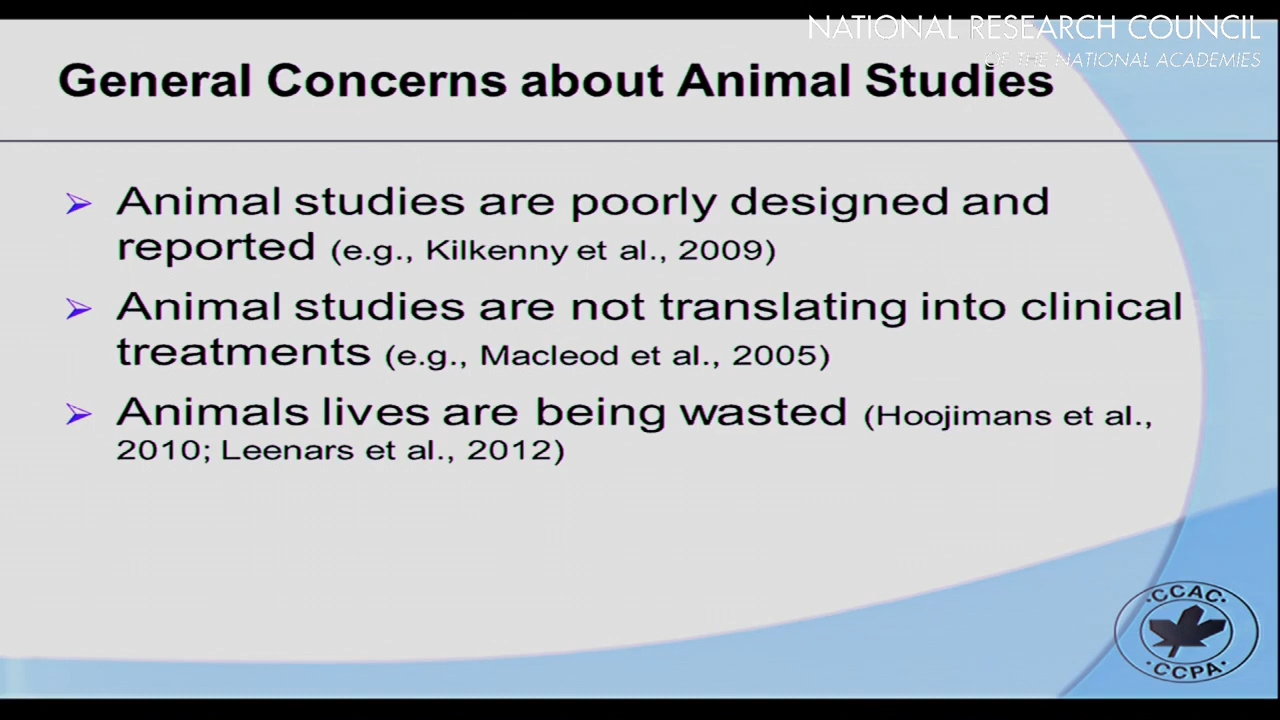 NATIONAL RESEARCH COUNCIL
OF THE NATIONAL ACADEMIES
General Concerns about Animal Studies
Animal studies are poorly designed and
reported (e.g., Kilkenny et al., 2009)
Animal studies are not translating into clinical
treatments (e.g., Macleod et al., 2005)
Animals lives are being wasted (Hoojimans et al.,
2010; Leenars et al., 2012)
·CCAC·
·CCPA·